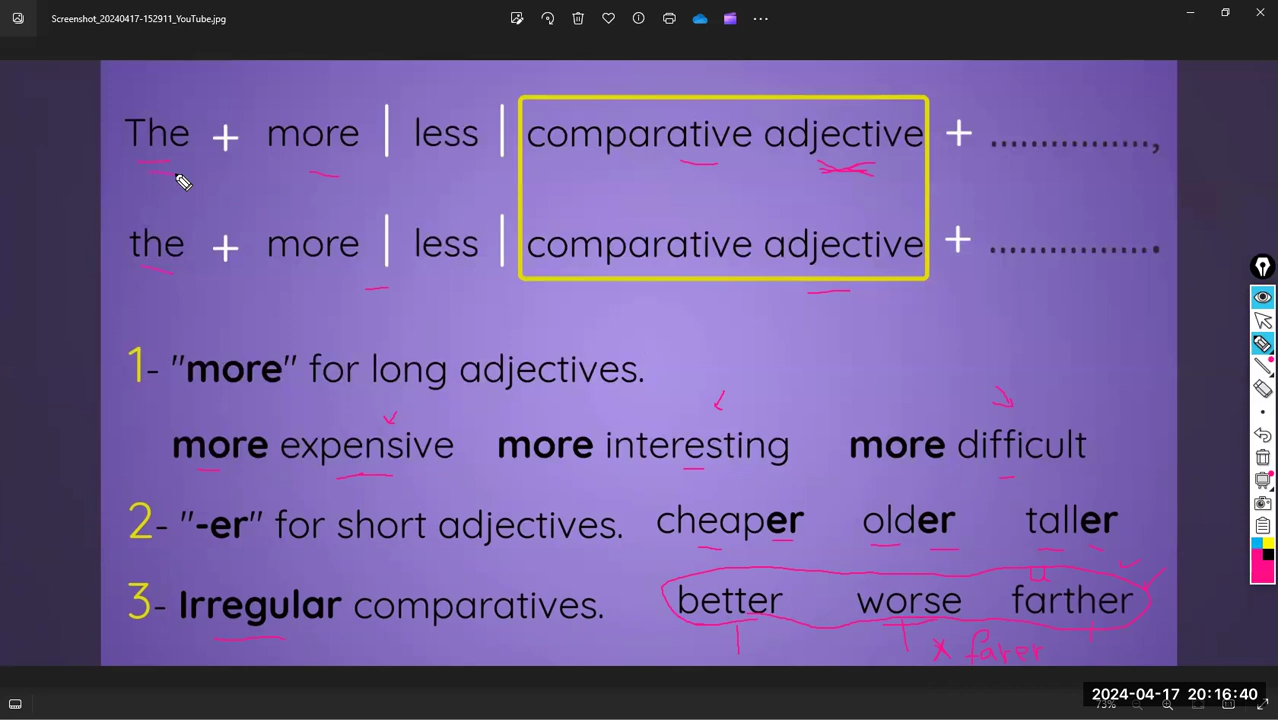 Screenshot_20240417-152911_YouTube.jpg
The + more | less | comparative adjective + ................,
the + more | less | comparative adjective + ................
1- "more" for long adjectives.
more expensive more interesting more difficult
2- "-er" for short adjectives. cheaper older taller
u
3- Irregular comparatives. better worse farther
x farer
2024-04-17 20:16:40
73%